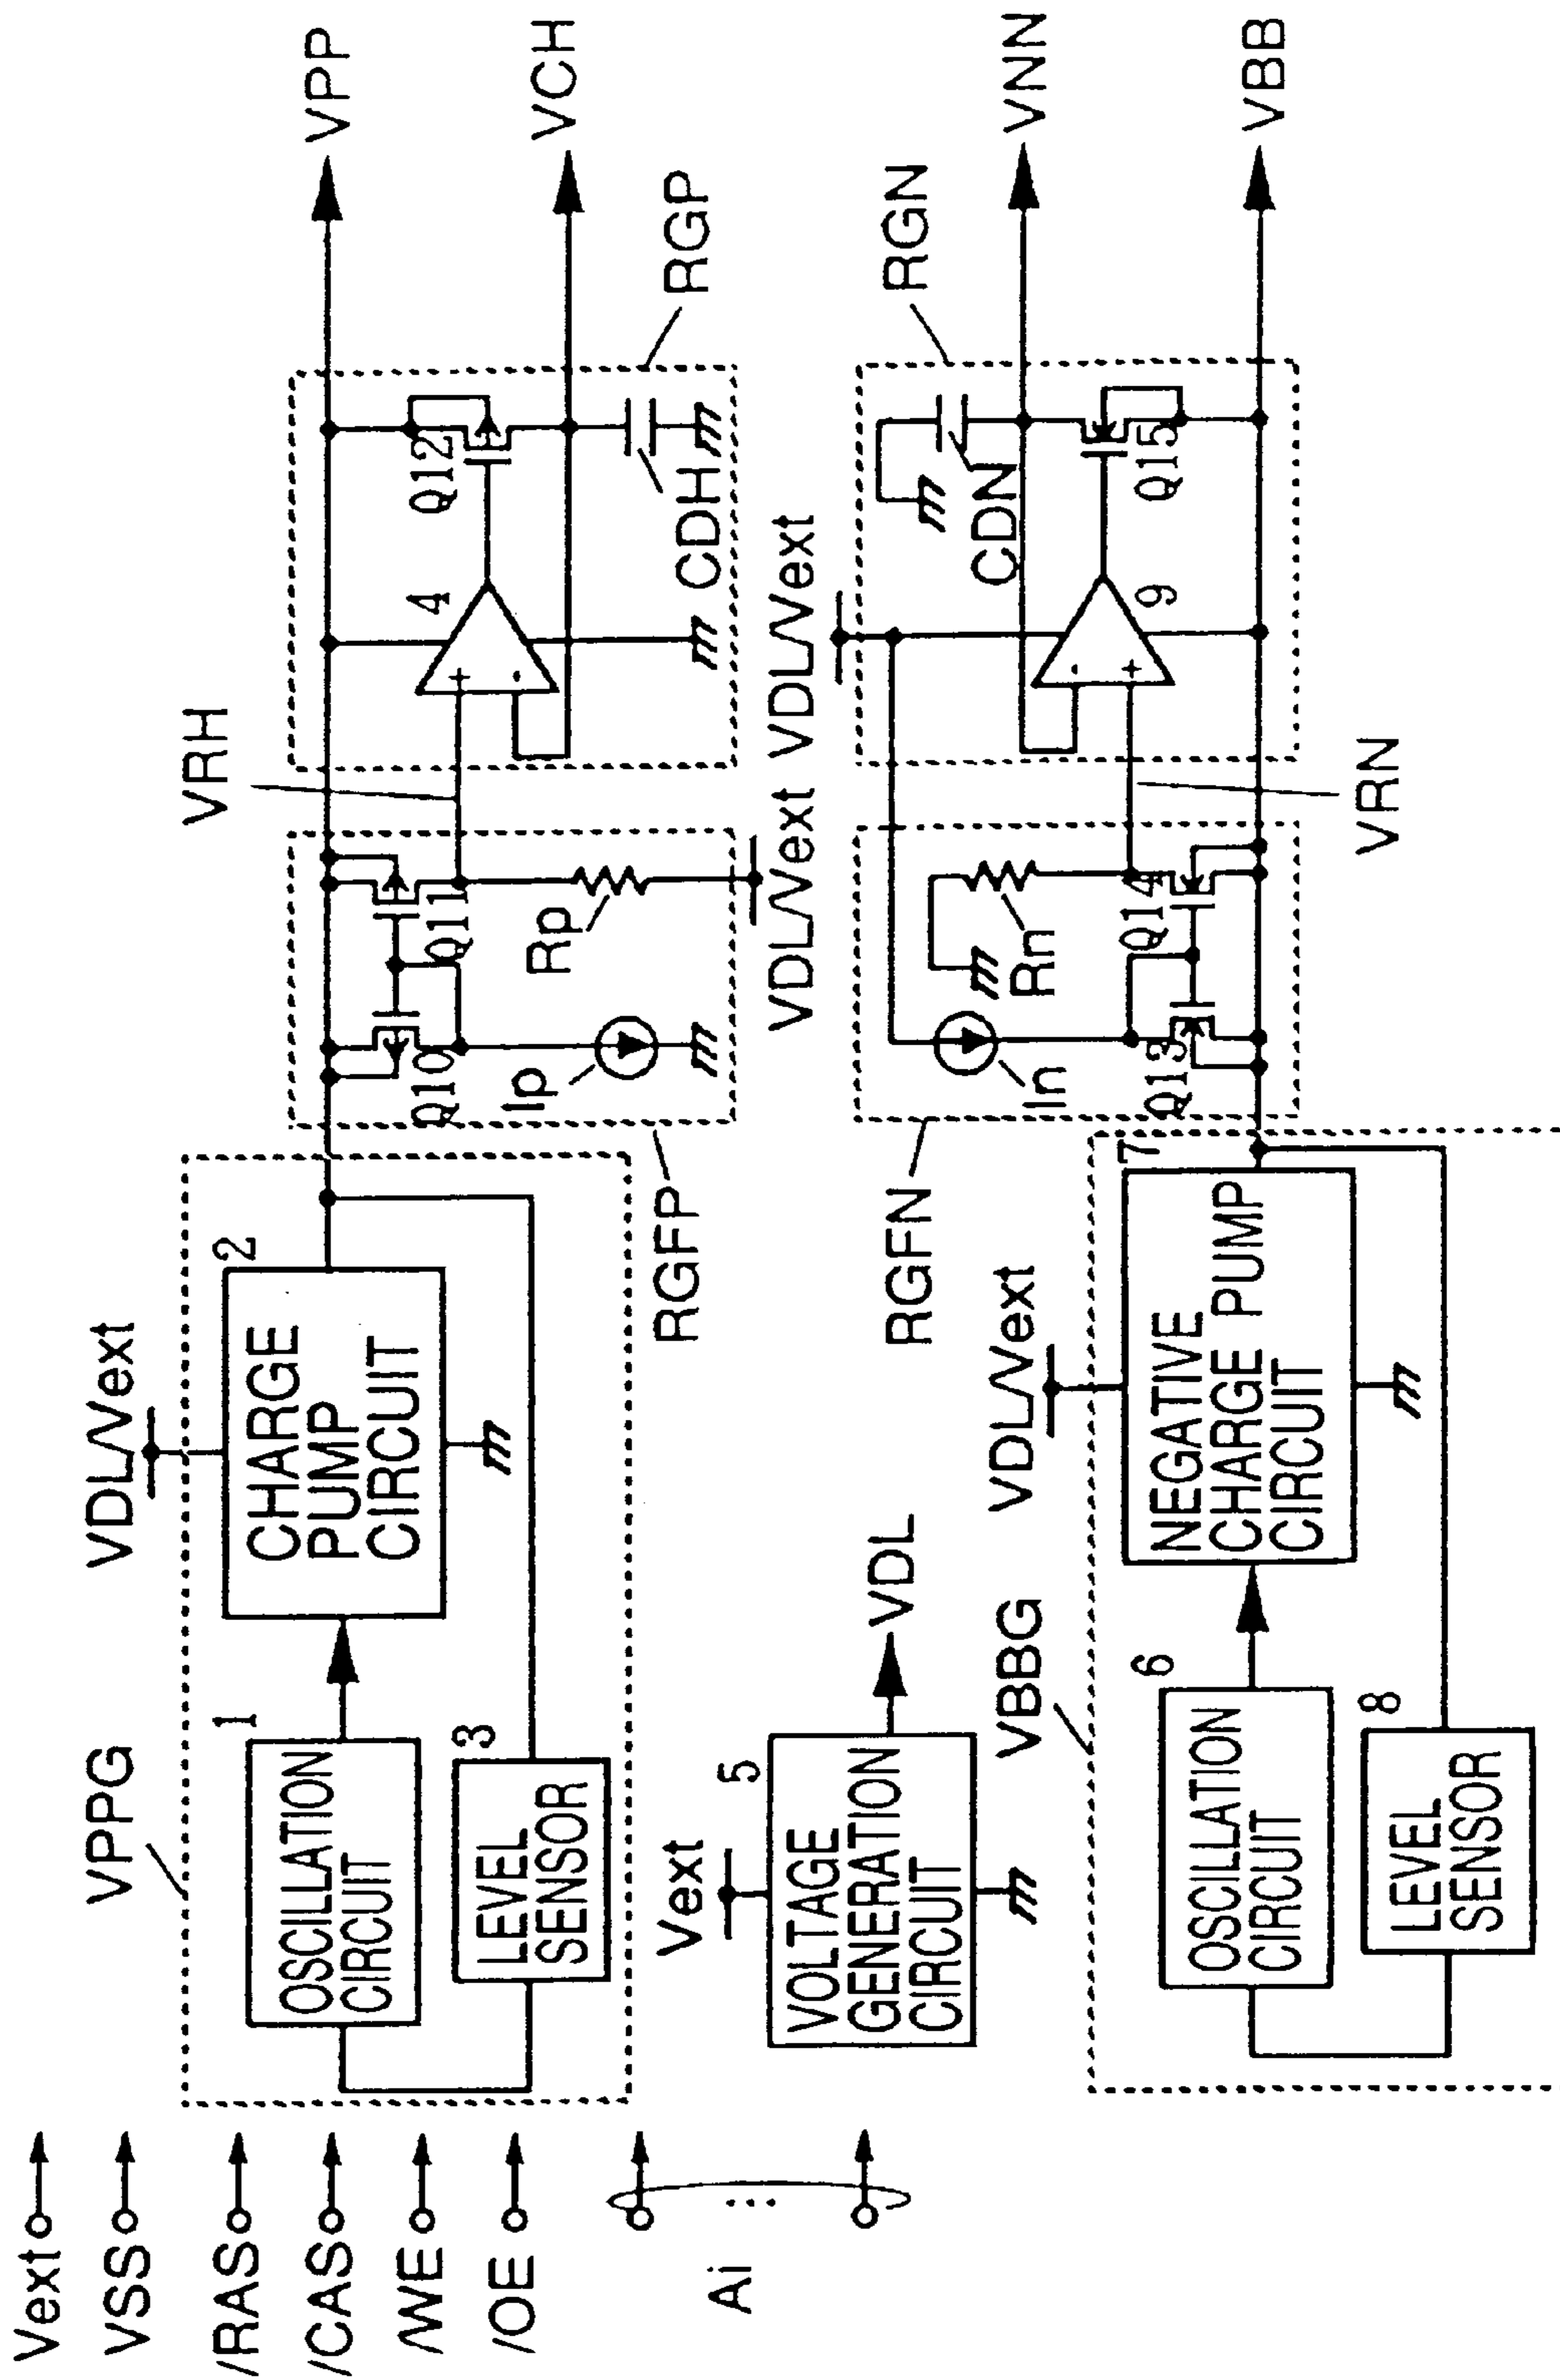 Vext
VSS
/RAS
/CAS
/WE
/OE
Ai
VPPG
1
OSCILLATION
CIRCUIT
3
LEVEL
SENSOR
VDL/Vext
2
CHARGE
PUMP
CIRCUIT
RGFP
Q10
Ip
Q11
Rp
VDL/Vext
VRH
4
+
-
Q12
CDH
RGP
VPP
VCH
Vext
5
VOLTAGE
GENERATION
CIRCUIT
VDL
VBBG
6
OSCILLATION
CIRCUIT
8
LEVEL
SENSOR
VDL/Vext
7
NEGATIVE
CHARGE PUMP
CIRCUIT
RGFN
In
Q13
Rn
Q14
VDL/Vext
VRN
9
-
+
CDN
Q15
RGN
VNN
VBB